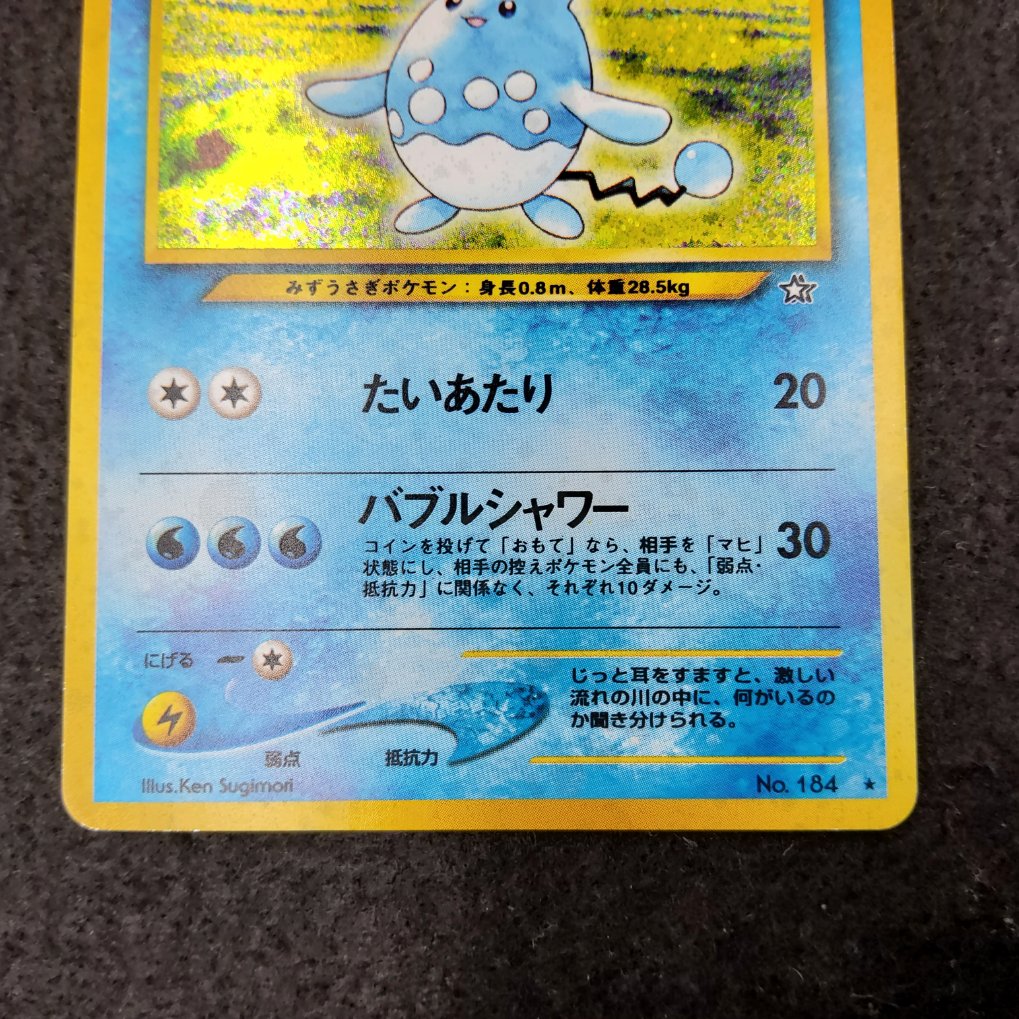 みずうさぎポケモン：身長0.8m、体重28.5kg
たいあたり 20
バブルシャワー 30
コインを投げて「おもて」なら、相手を「マヒ」
状態にし、相手の控えポケモン全員にも、「弱点・
抵抗力」に関係なく、それぞれ10ダメージ。
にげる
じっと耳をすますと、激しい
流れの川の中に、何がいるの
か聞き分けられる。
弱点 抵抗力
Illus.Ken Sugimori No. 184 ★